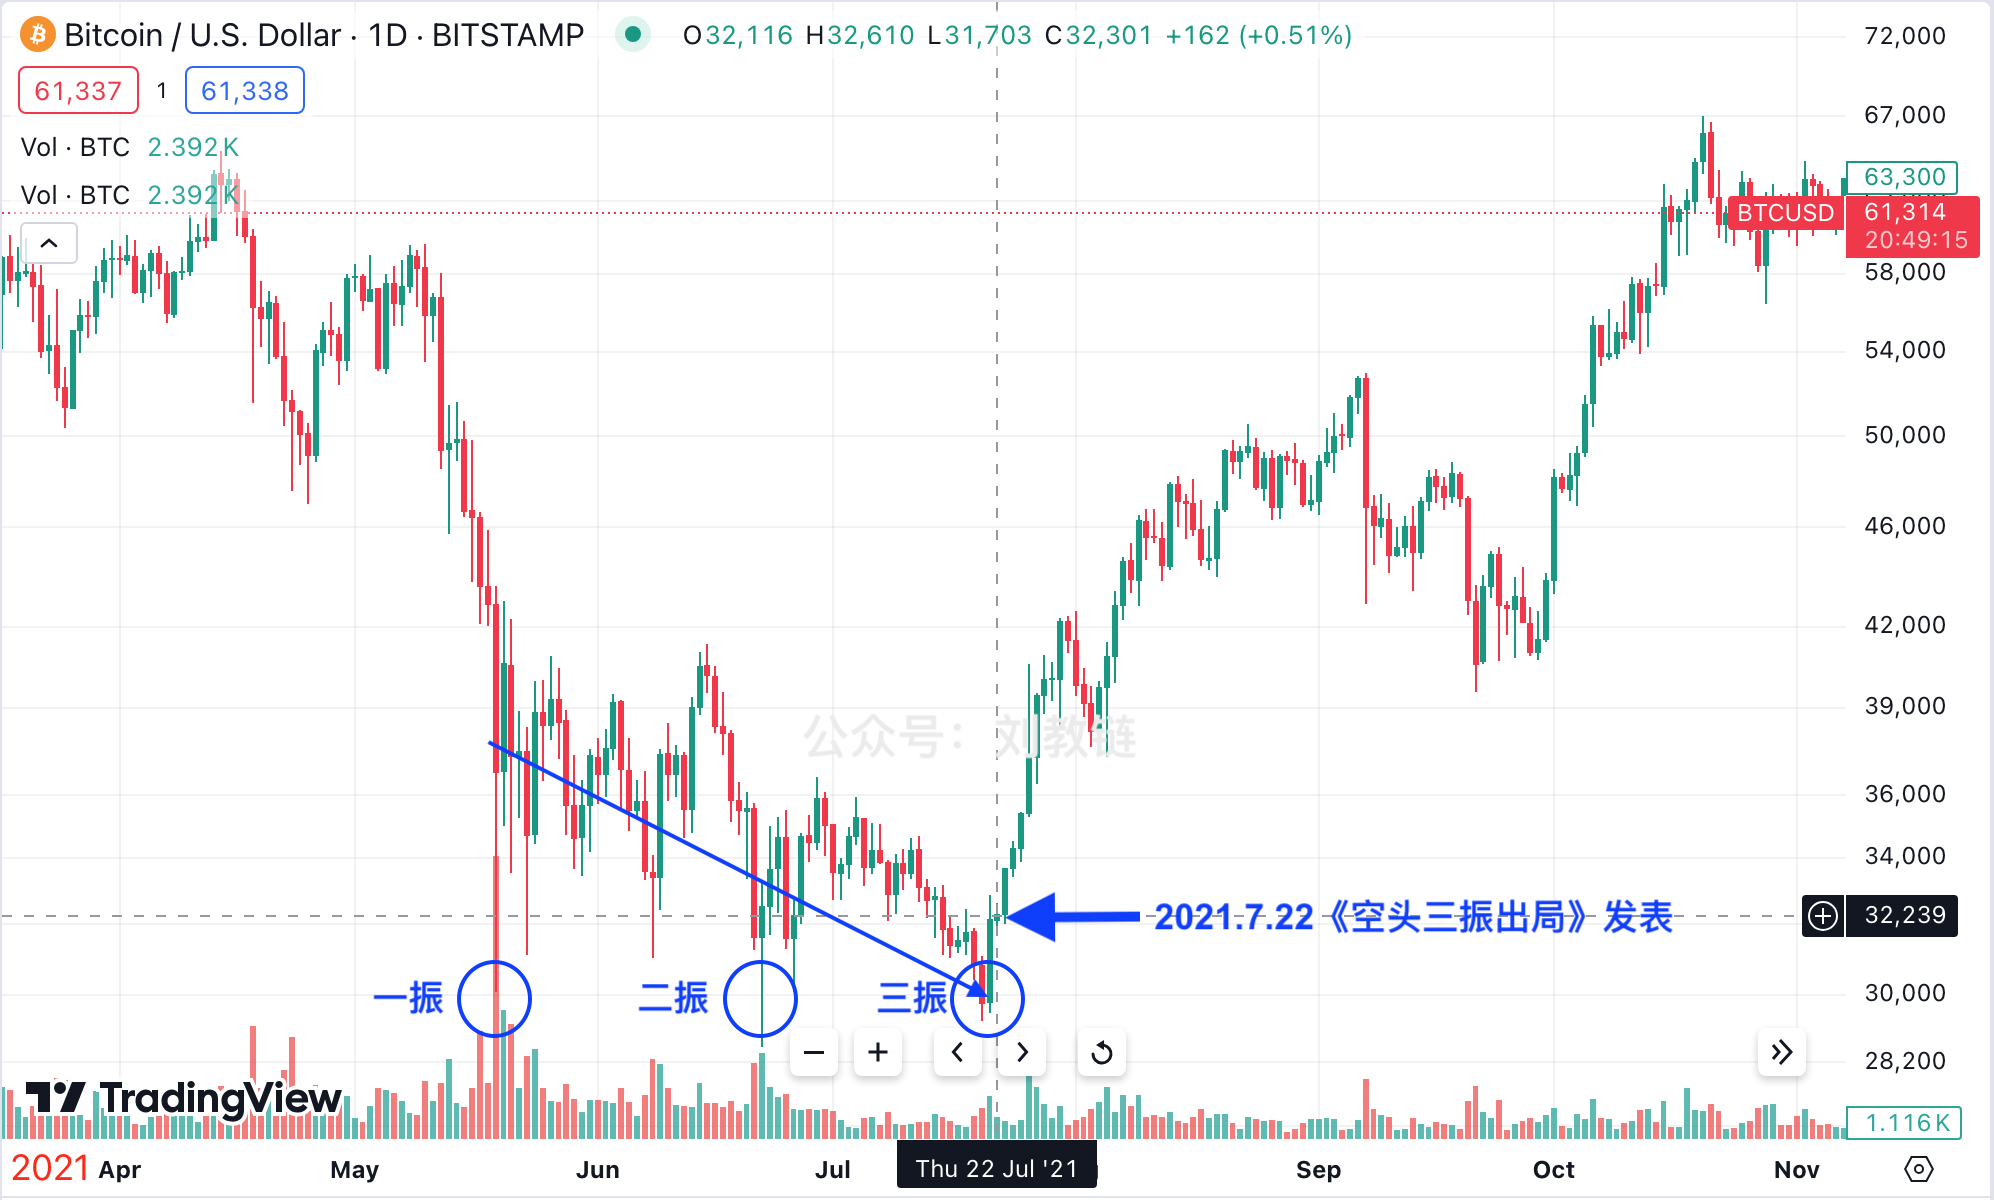 Bitcoin / U.S. Dollar · 1D · BITSTAMP O32,116 H32,610 L31,703 C32,301 +162 (+0.51%)
61,337 1 61,338
Vol · BTC 2.392K
Vol · BTC 2.392K
72,000
67,000
63,300
BTCUSD 61,314
20:49:15
58,000
54,000
50,000
46,000
42,000
39,000
公众号：刘教链
36,000
34,000
2021.7.22《空头三振出局》发表
32,239
一振
二振
三振
30,000
28,200
TradingView
1.116K
2021 Apr May Jun Jul Thu 22 Jul '21 Sep Oct Nov